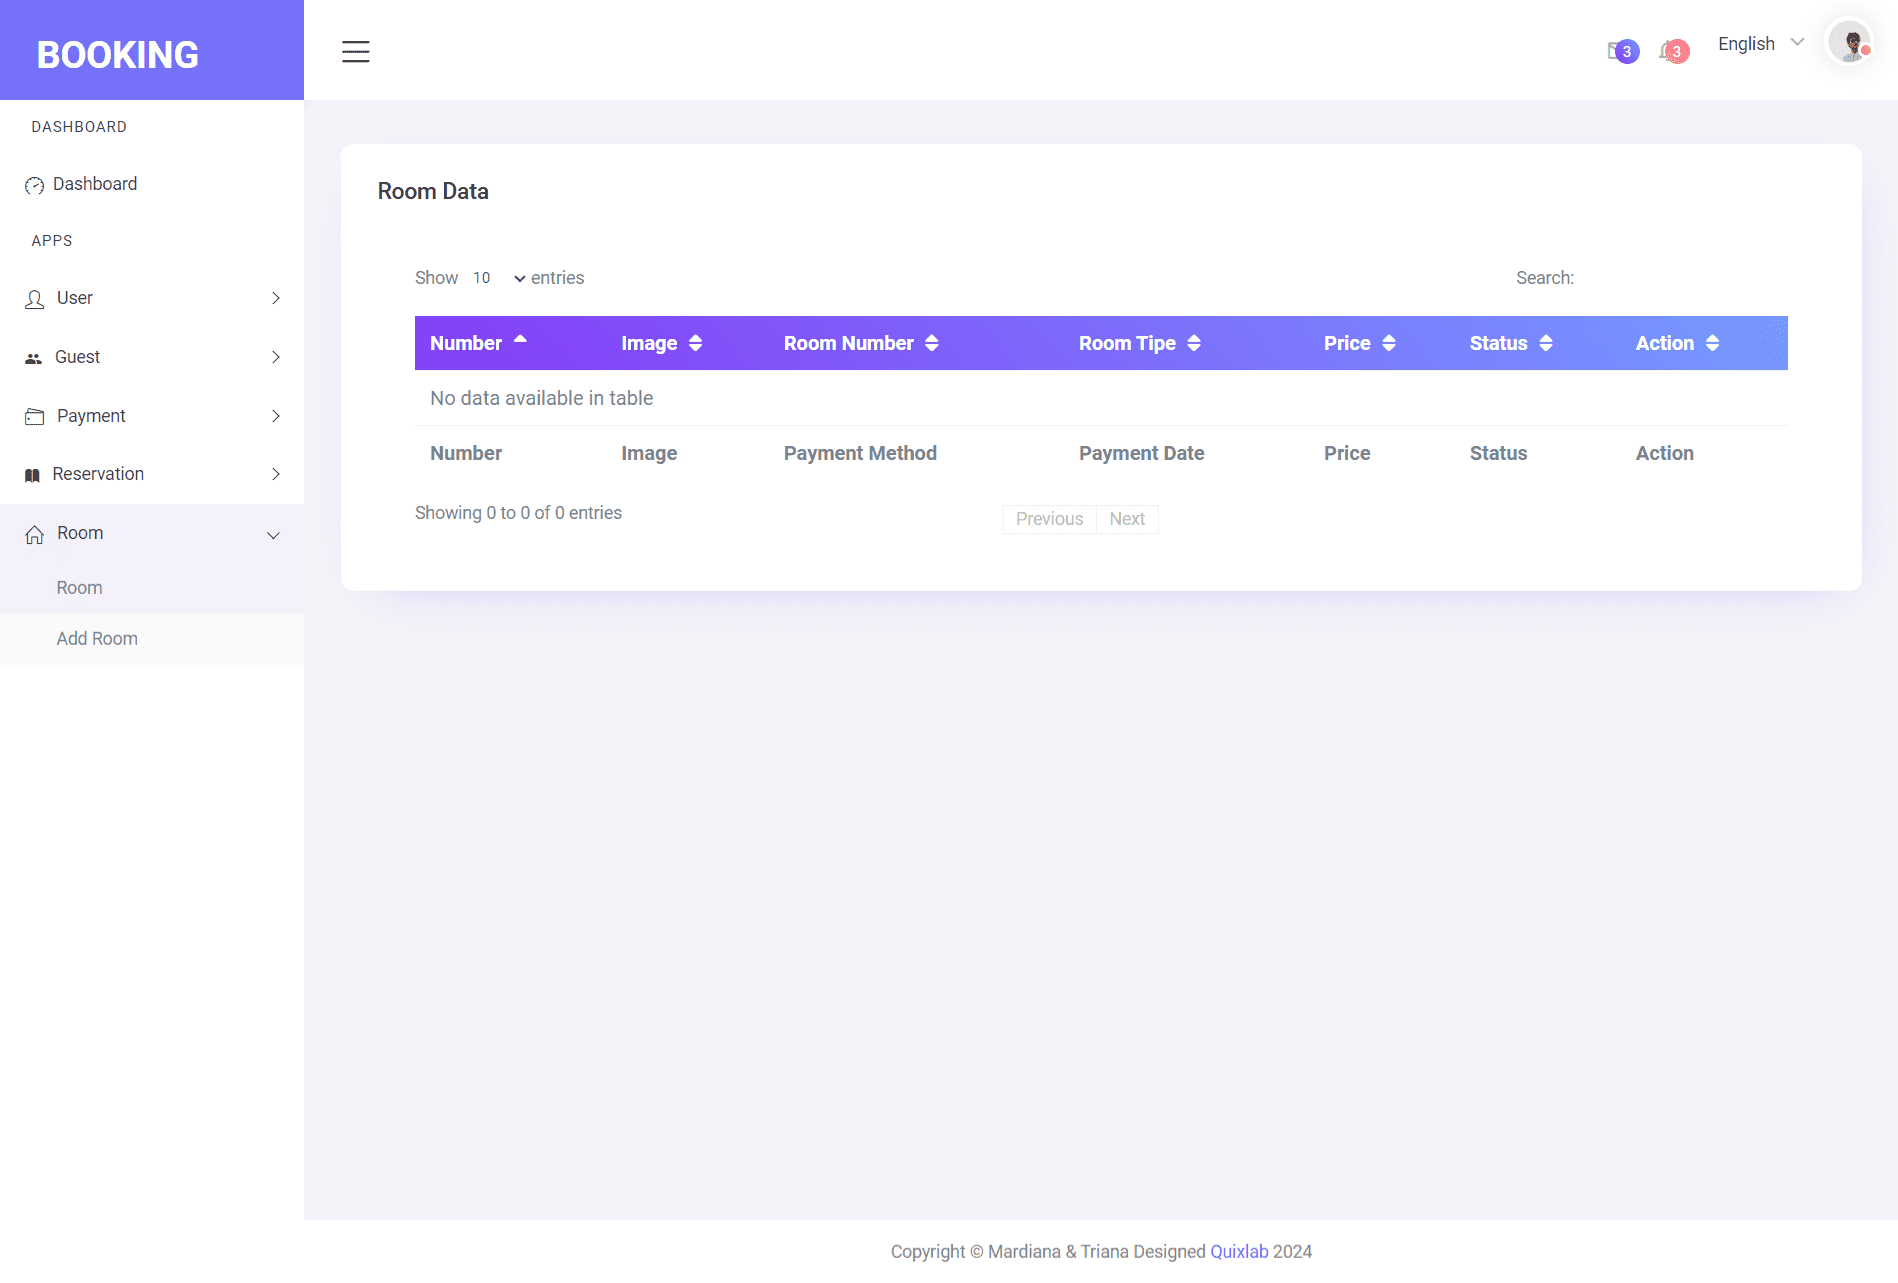 BOOKING
3
3
English
DASHBOARD
Dashboard
APPS
User
Guest
Payment
Reservation
Room
Room
Add Room
Room Data
Show 10 entries
Search:
Number Image Room Number Room Tipe Price Status Action
No data available in table
Number Image Payment Method Payment Date Price Status Action
Showing 0 to 0 of 0 entries
Previous Next
Copyright © Mardiana & Triana Designed Quixlab 2024